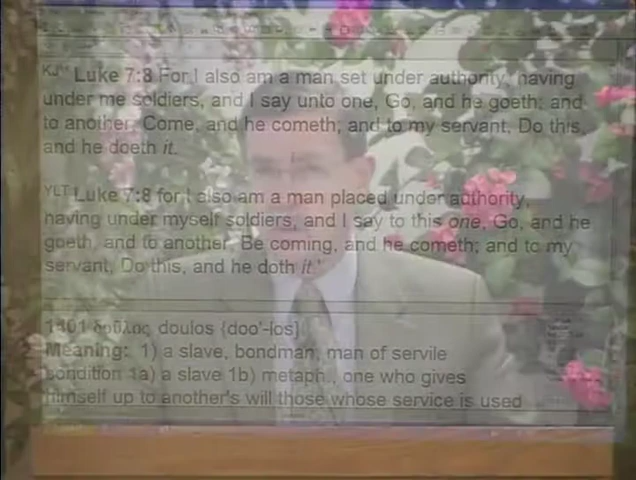 KJV Luke 7:8 For I also am a man set under authority, having
under me soldiers, and I say unto one, Go, and he goeth; and
to another, Come, and he cometh; and to my servant, Do this,
and he doeth it.
YLT Luke 7:8 for I also am a man placed under authority,
having under myself soldiers, and I say to this one, Go, and he
goeth, and to another, Be coming, and he cometh; and to my
servant, Do this, and he doth it.'
1401 δοῦλος doulos {doo'-los}
Meaning: 1) a slave, bondman, man of servile
condition 1a) a slave 1b) metaph., one who gives
himself up to another's will those whose service is used